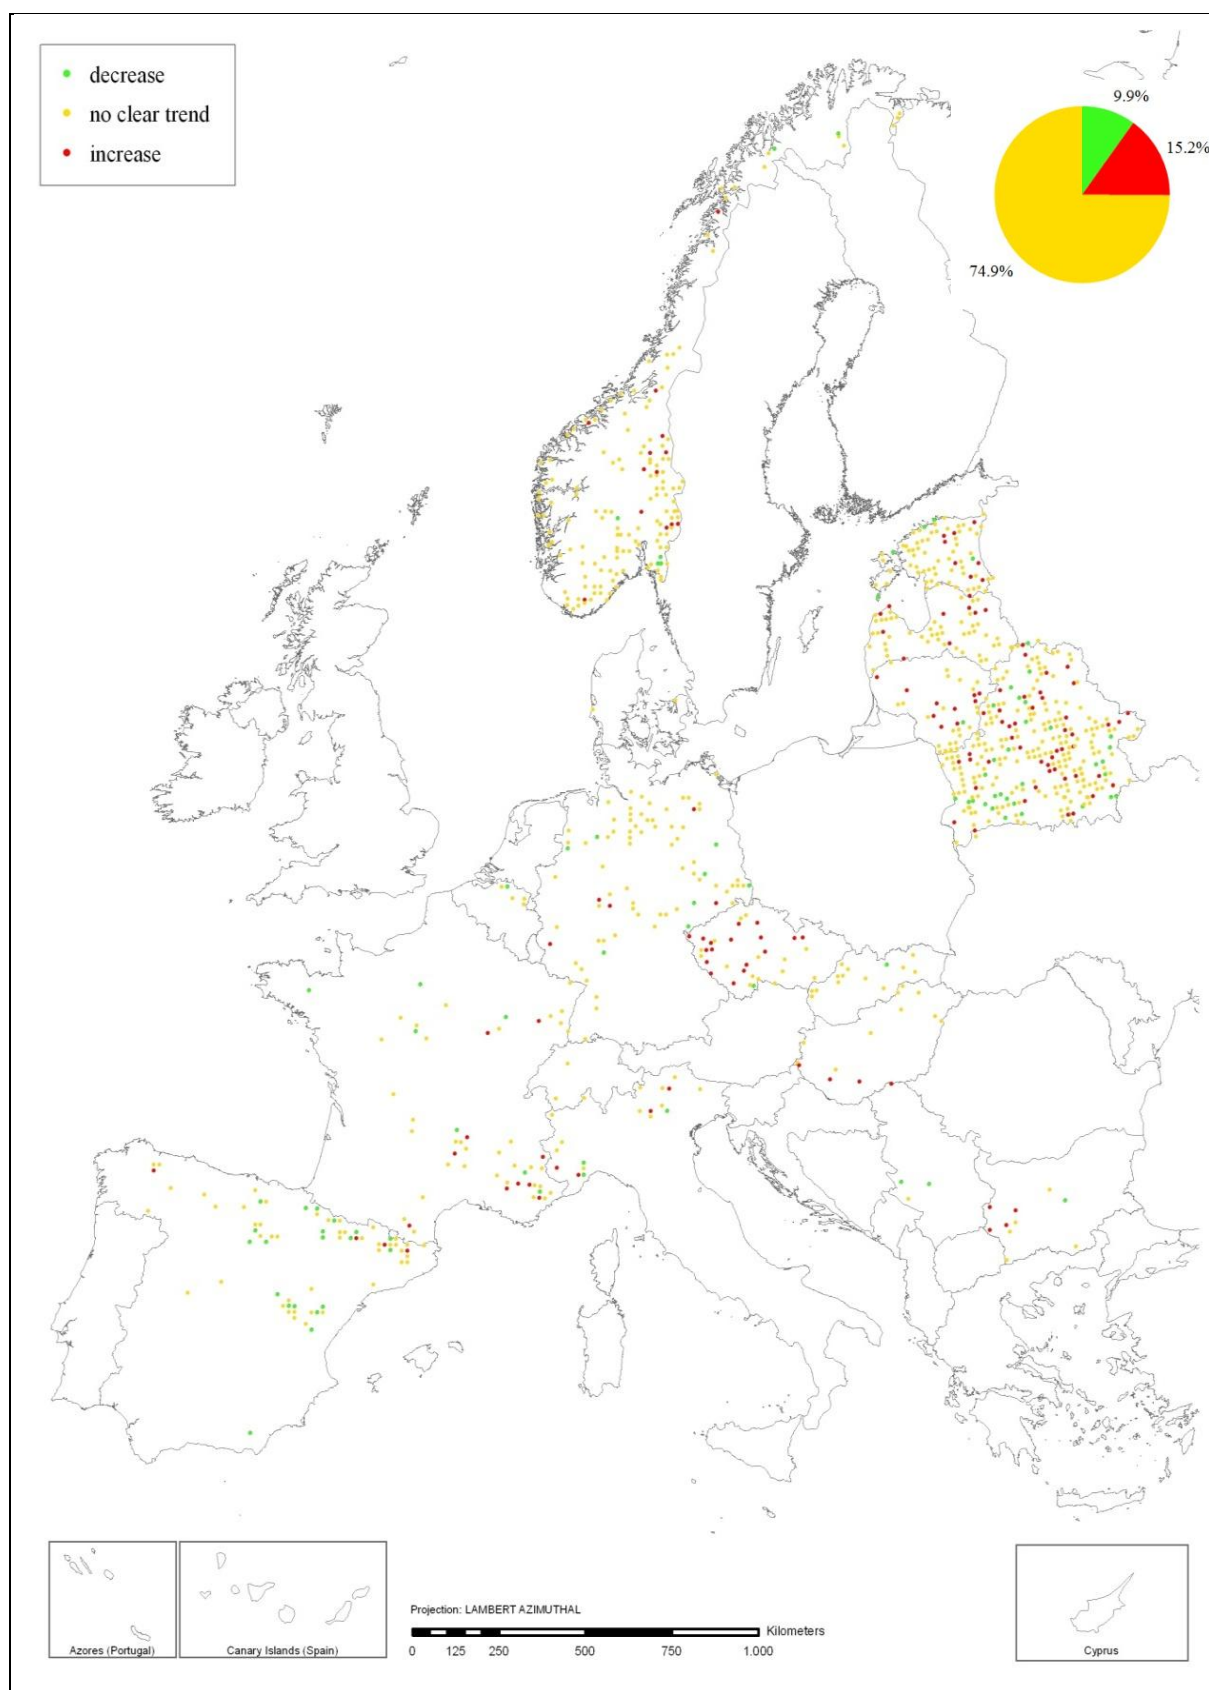 decrease
no clear trend
increase
9.9%
15.2%
74.9%
Projection: LAMBERT AZIMUTHAL
Kilometers
0 125 250 500 750 1.000
Azores (Portugal)
Canary Islands (Spain)
Cyprus